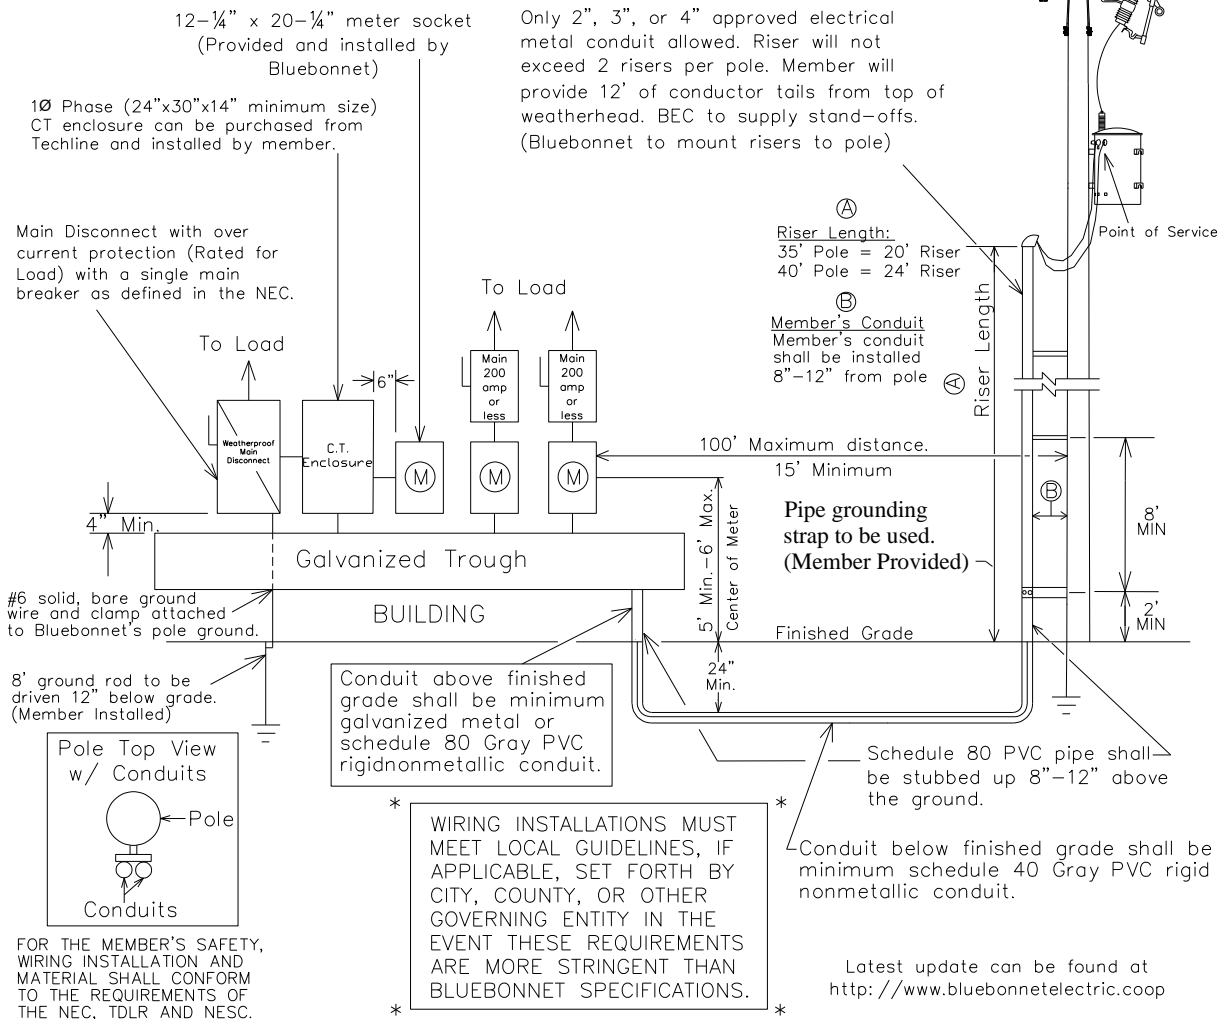 12-¼" x 20-¼" meter socket
(Provided and installed by
Bluebonnet)
Only 2", 3", or 4" approved electrical
metal conduit allowed. Riser will not
exceed 2 risers per pole. Member will
provide 12' of conductor tails from top of
weatherhead. BEC to supply stand-offs.
(Bluebonnet to mount risers to pole)
1Ø Phase (24"x30"x14" minimum size)
CT enclosure can be purchased from
Techline and installed by member.
Main Disconnect with over
current protection (Rated for
Load) with a single main
breaker as defined in the NEC.
A
Riser Length:
35' Pole = 20' Riser
40' Pole = 24' Riser
B
Member's Conduit
Member's conduit
shall be installed
8"-12" from pole
Point of Service
Riser Length
A
To Load
To Load
6"
Main
200
amp
or
less
Main
200
amp
or
less
Weatherproof
Main
Disconnect
C.T.
Enclosure
M
M
M
100' Maximum distance.
15' Minimum
4" Min.
Galvanized Trough
5' Min.-6' Max.
Center of Meter
Pipe grounding
strap to be used.
(Member Provided)
B
8'
MIN
2'
MIN
#6 solid, bare ground
wire and clamp attached
to Bluebonnet's pole ground.
BUILDING
Finished Grade
24"
Min.
8' ground rod to be
driven 12" below grade.
(Member Installed)
Conduit above finished
grade shall be minimum
galvanized metal or
schedule 80 Gray PVC
rigidnonmetallic conduit.
Schedule 80 PVC pipe shall
be stubbed up 8"-12" above
the ground.
Pole Top View
w/ Conduits
Pole
Conduits
* *
WIRING INSTALLATIONS MUST
MEET LOCAL GUIDELINES, IF
APPLICABLE, SET FORTH BY
CITY, COUNTY, OR OTHER
GOVERNING ENTITY IN THE
EVENT THESE REQUIREMENTS
ARE MORE STRINGENT THAN
BLUEBONNET SPECIFICATIONS.
* *
Conduit below finished grade shall be
minimum schedule 40 Gray PVC rigid
nonmetallic conduit.
FOR THE MEMBER'S SAFETY,
WIRING INSTALLATION AND
MATERIAL SHALL CONFORM
TO THE REQUIREMENTS OF
THE NEC, TDLR AND NESC.
Latest update can be found at
http://www.bluebonnetelectric.coop